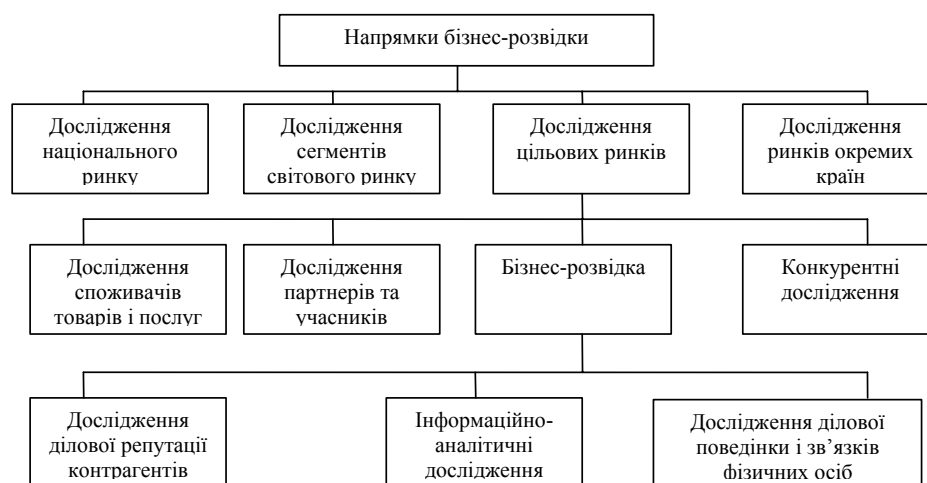 Напрямки бізнес-розвідки
Дослідження
національного
ринку
Дослідження
сегментів
світового ринку
Дослідження
цільових ринків
Дослідження
ринків окремих
країн
Дослідження
споживачів
товарів і послуг
Дослідження
партнерів та
учасників
Бізнес-розвідка
Конкурентні
дослідження
Дослідження
ділової репутації
контрагентів
Інформаційно-
аналітичні
дослідження
Дослідження ділової
поведінки і зв’язків
фізичних осіб